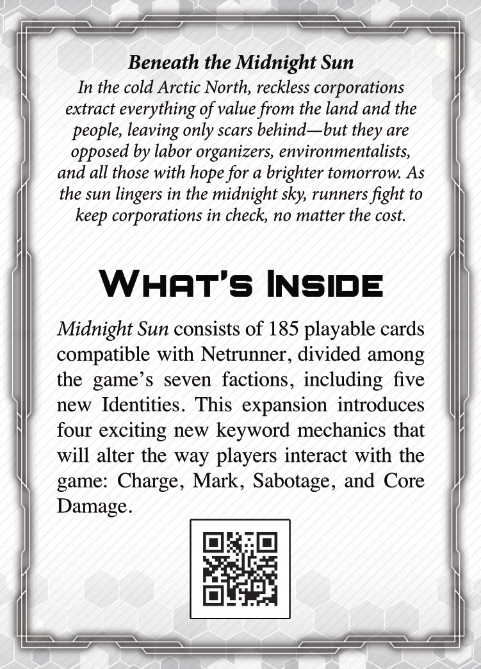 Beneath the Midnight Sun
In the cold Arctic North, reckless corporations
extract everything of value from the land and the
people, leaving only scars behind—but they are
opposed by labor organizers, environmentalists,
and all those with hope for a brighter tomorrow. As
the sun lingers in the midnight sky, runners fight to
keep corporations in check, no matter the cost.
What's Inside
Midnight Sun consists of 185 playable cards
compatible with Netrunner, divided among
the game's seven factions, including five
new Identities. This expansion introduces
four exciting new keyword mechanics that
will alter the way players interact with the
game: Charge, Mark, Sabotage, and Core
Damage.